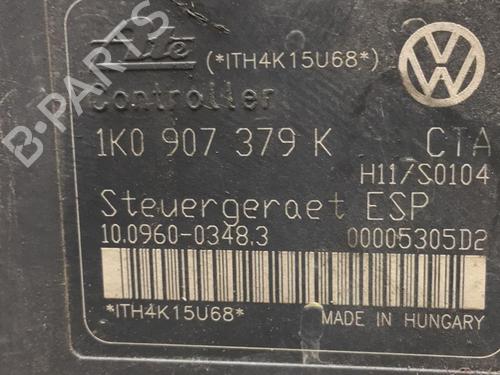 Ate (*ITH4K15U68*)
Controller
1K0 907 379 K CTA
H11/S0104
Steuergeraet ESP
10.0960-0348.3 00005305D2
*ITH4K15U68* MADE IN HUNGARY
B-PARTS